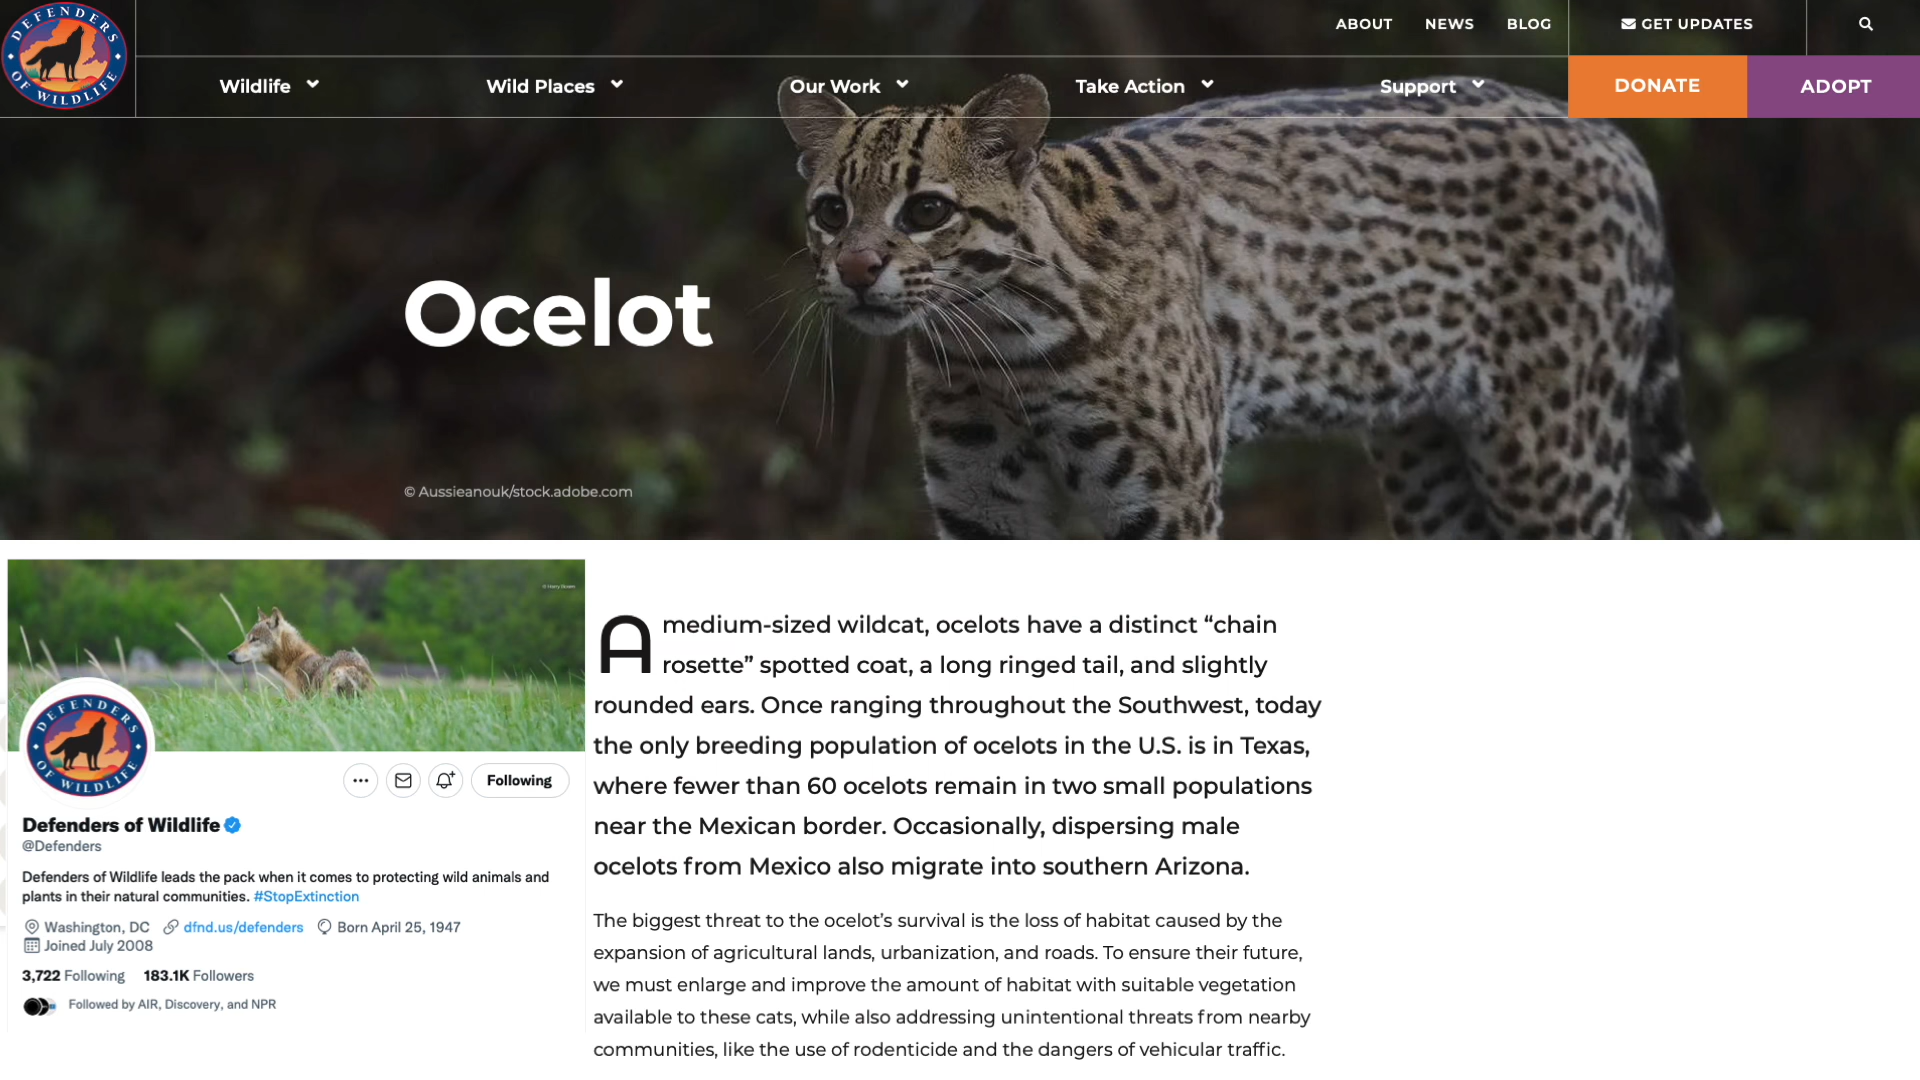 DEFENDERS OF WILDLIFE
ABOUT NEWS BLOG GET UPDATES
Wildlife Wild Places Our Work Take Action Support DONATE ADOPT
Ocelot
© Aussieanouk/stock.adobe.com
DEFENDERS OF WILDLIFE
Following
Defenders of Wildlife
@Defenders
Defenders of Wildlife leads the pack when it comes to protecting wild animals and
plants in their natural communities. #StopExtinction
Washington, DC dfnd.us/defenders Born April 25, 1947
Joined July 2008
3,722 Following 183.1K Followers
Followed by AIR, Discovery, and NPR
A medium-sized wildcat, ocelots have a distinct “chain
rosette” spotted coat, a long ringed tail, and slightly
rounded ears. Once ranging throughout the Southwest, today
the only breeding population of ocelots in the U.S. is in Texas,
where fewer than 60 ocelots remain in two small populations
near the Mexican border. Occasionally, dispersing male
ocelots from Mexico also migrate into southern Arizona.
The biggest threat to the ocelot’s survival is the loss of habitat caused by the
expansion of agricultural lands, urbanization, and roads. To ensure their future,
we must enlarge and improve the amount of habitat with suitable vegetation
available to these cats, while also addressing unintentional threats from nearby
communities, like the use of rodenticide and the dangers of vehicular traffic.